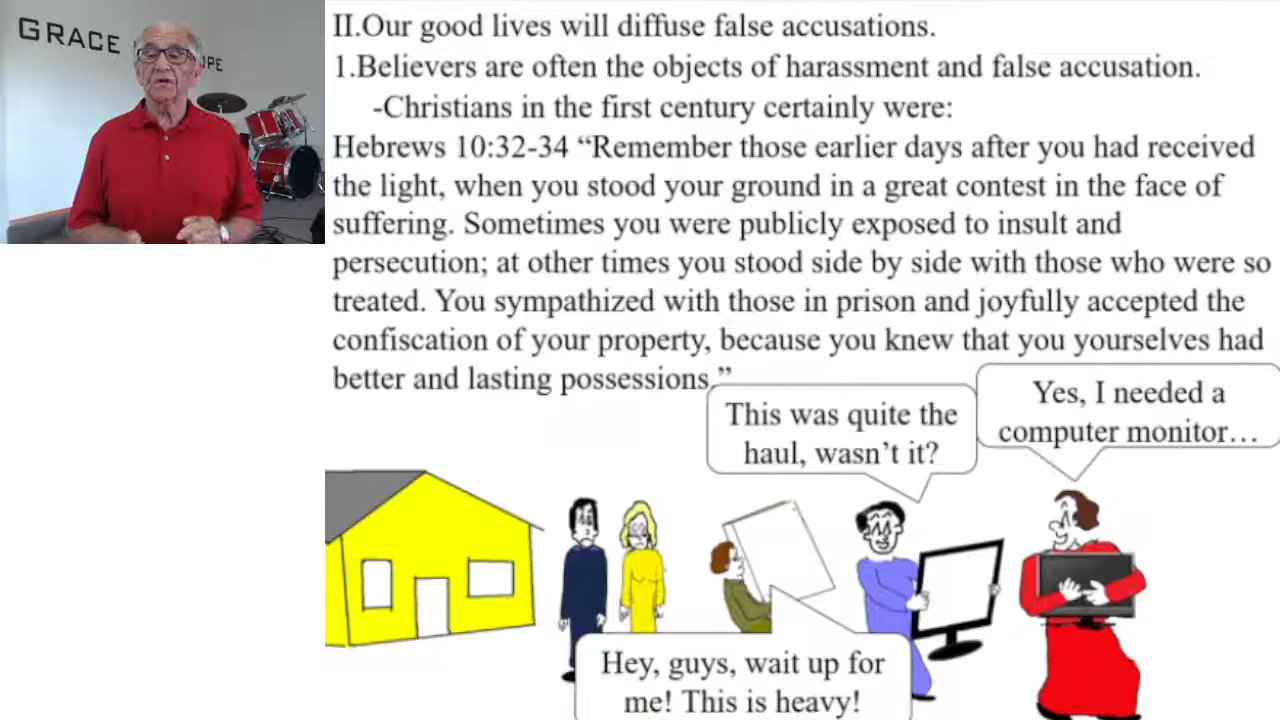 GRACE
OPE
II.Our good lives will diffuse false accusations.
1.Believers are often the objects of harassment and false accusation.
-Christians in the first century certainly were:
Hebrews 10:32-34 “Remember those earlier days after you had received
the light, when you stood your ground in a great contest in the face of
suffering. Sometimes you were publicly exposed to insult and
persecution; at other times you stood side by side with those who were so
treated. You sympathized with those in prison and joyfully accepted the
confiscation of your property, because you knew that you yourselves had
better and lasting possessions.”
This was quite the
haul, wasn’t it?
Yes, I needed a
computer monitor…
Hey, guys, wait up for
me! This is heavy!